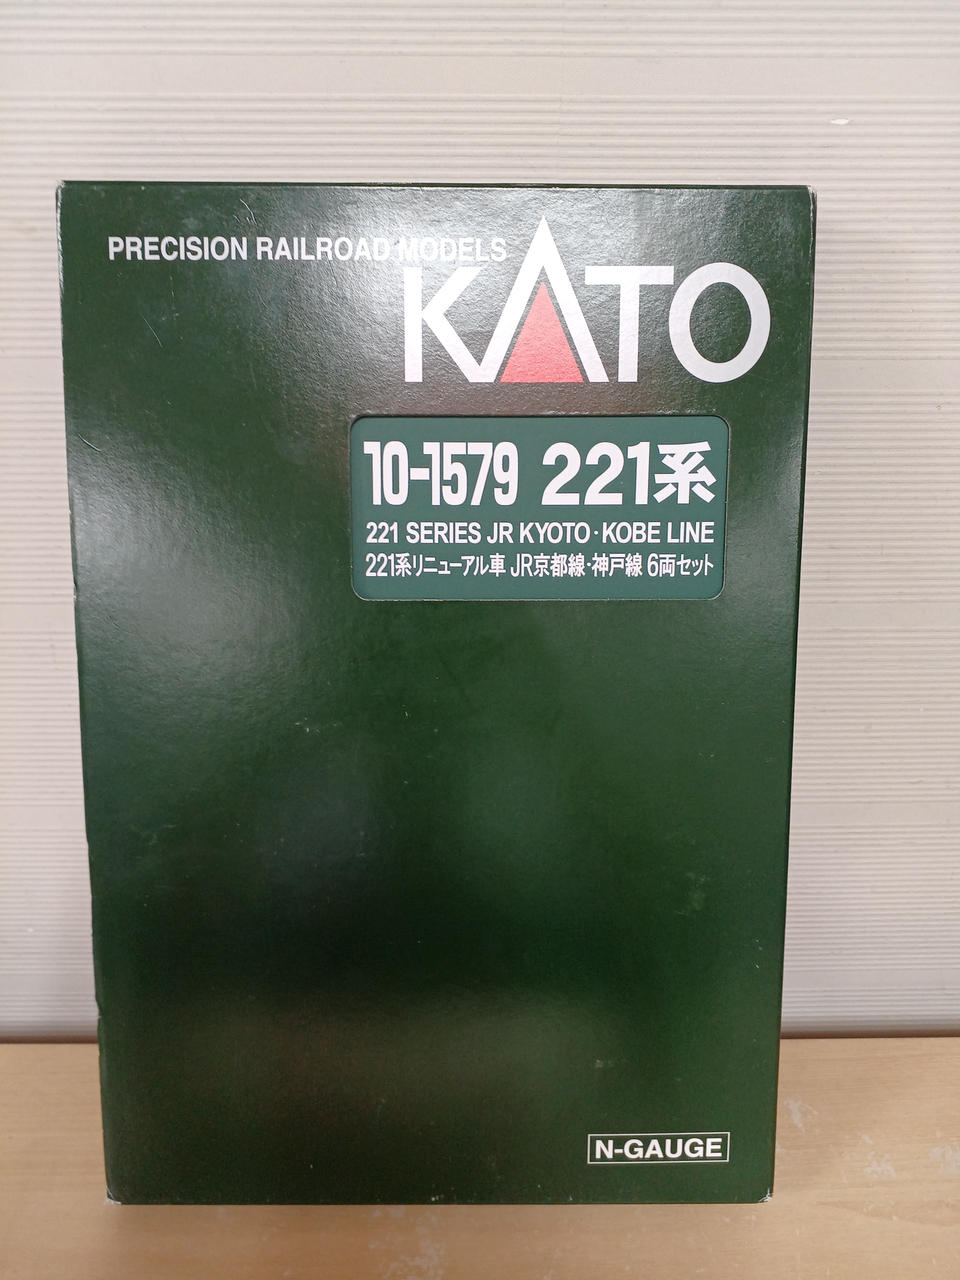 PRECISION RAILROAD MODELS
KATO
10-1579 221系
221 SERIES JR KYOTO・KOBE LINE
221系リニューアル車 JR京都線・神戸線 6両セット
N-GAUGE